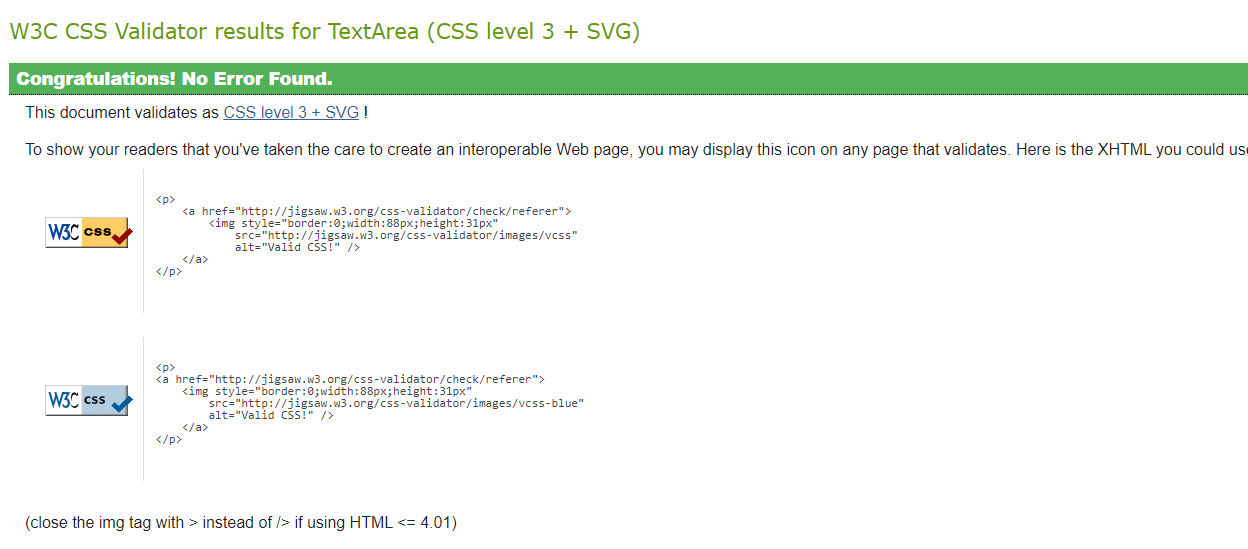 W3C CSS Validator results for TextArea (CSS level 3 + SVG)
Congratulations! No Error Found.
This document validates as CSS level 3 + SVG !
To show your readers that you've taken the care to create an interoperable Web page, you may display this icon on any page that validates. Here is the XHTML you could use
<p>
<a href="http://jigsaw.w3.org/css-validator/check/referer">
<img style="border:0;width:88px;height:31px"
W3C css
src="http://jigsaw.w3.org/css-validator/images/vcss"
alt="Valid CSS!" />
</a>
</p>
<p>
<a href="http://jigsaw.w3.org/css-validator/check/referer">
<img style="border:0;width:88px;height:31px"
W3C css
src="http://jigsaw.w3.org/css-validator/images/vcss-blue"
alt="Valid CSS!" />
</a>
</p>
(close the img tag with > instead of /> if using HTML <= 4.01)